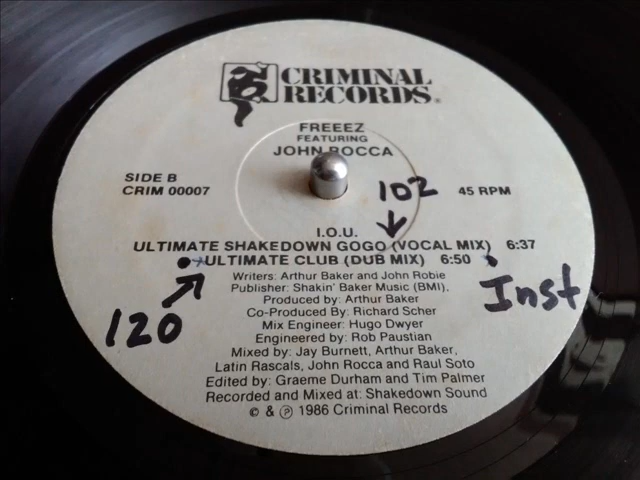 CRIMINAL
RECORDS®
FREEEZ
FEATURING
JOHN ROCCA
SIDE B
CRIM 00007
102
45 RPM
I.O.U.
ULTIMATE SHAKEDOWN GOGO (VOCAL MIX) 6:37
ULTIMATE CLUB (DUB MIX) 6:50
120
Inst
Writers: Arthur Baker and John Robie
Publisher: Shakin' Baker Music (BMI),
Produced by: Arthur Baker
Co-Produced By: Richard Scher
Mix Engineer: Hugo Dwyer
Engineered by: Rob Paustian
Mixed by: Jay Burnett, Arthur Baker,
Latin Rascals, John Rocca and Raul Soto
Edited by: Graeme Durham and Tim Palmer
Recorded and Mixed at: Shakedown Sound
© & ℗ 1986 Criminal Records